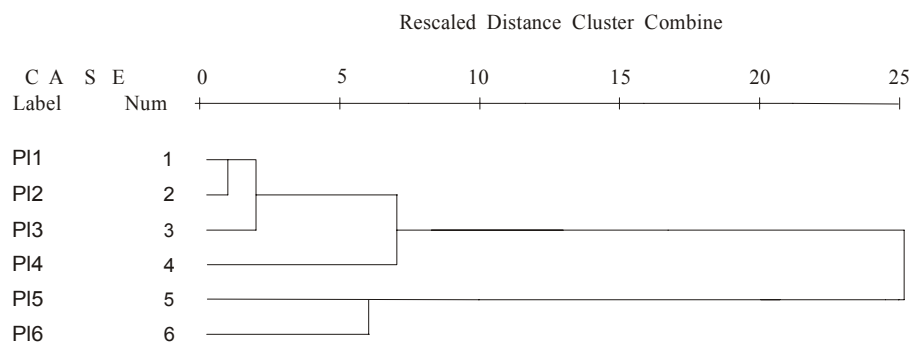 Rescaled Distance Cluster Combine
C A S E 0 5 10 15 20 25
Label Num
Pl1 1
Pl2 2
Pl3 3
Pl4 4
Pl5 5
Pl6 6